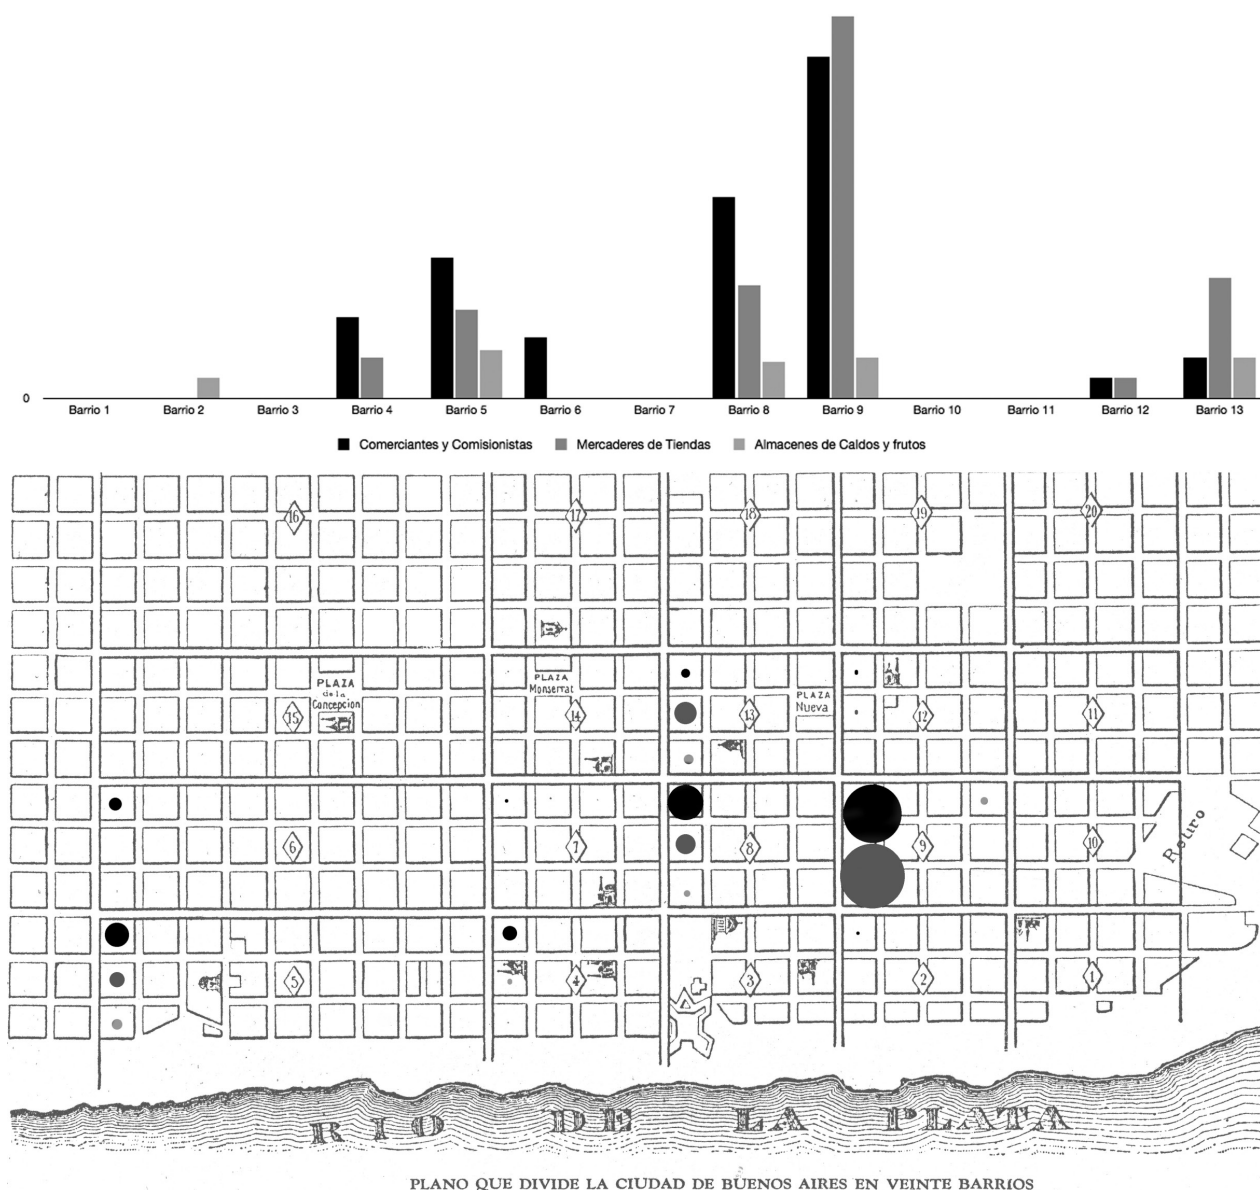 0
Barrio 1 Barrio 2 Barrio 3 Barrio 4 Barrio 5 Barrio 6 Barrio 7 Barrio 8 Barrio 9 Barrio 10 Barrio 11 Barrio 12 Barrio 13
Comerciantes y Comisionistas Mercaderes de Tiendas Almacenes de Caldos y frutos
16 17 18 19 20
PLAZA
de la
Concepcion
PLAZA
Monserrat
PLAZA
Nueva
15 14 13 12 11
6 7 8 9 10
Retiro
5 4 3 2 1
RIO DE LA PLATA
PLANO QUE DIVIDE LA CIUDAD DE BUENOS AIRES EN VEINTE BARRIOS